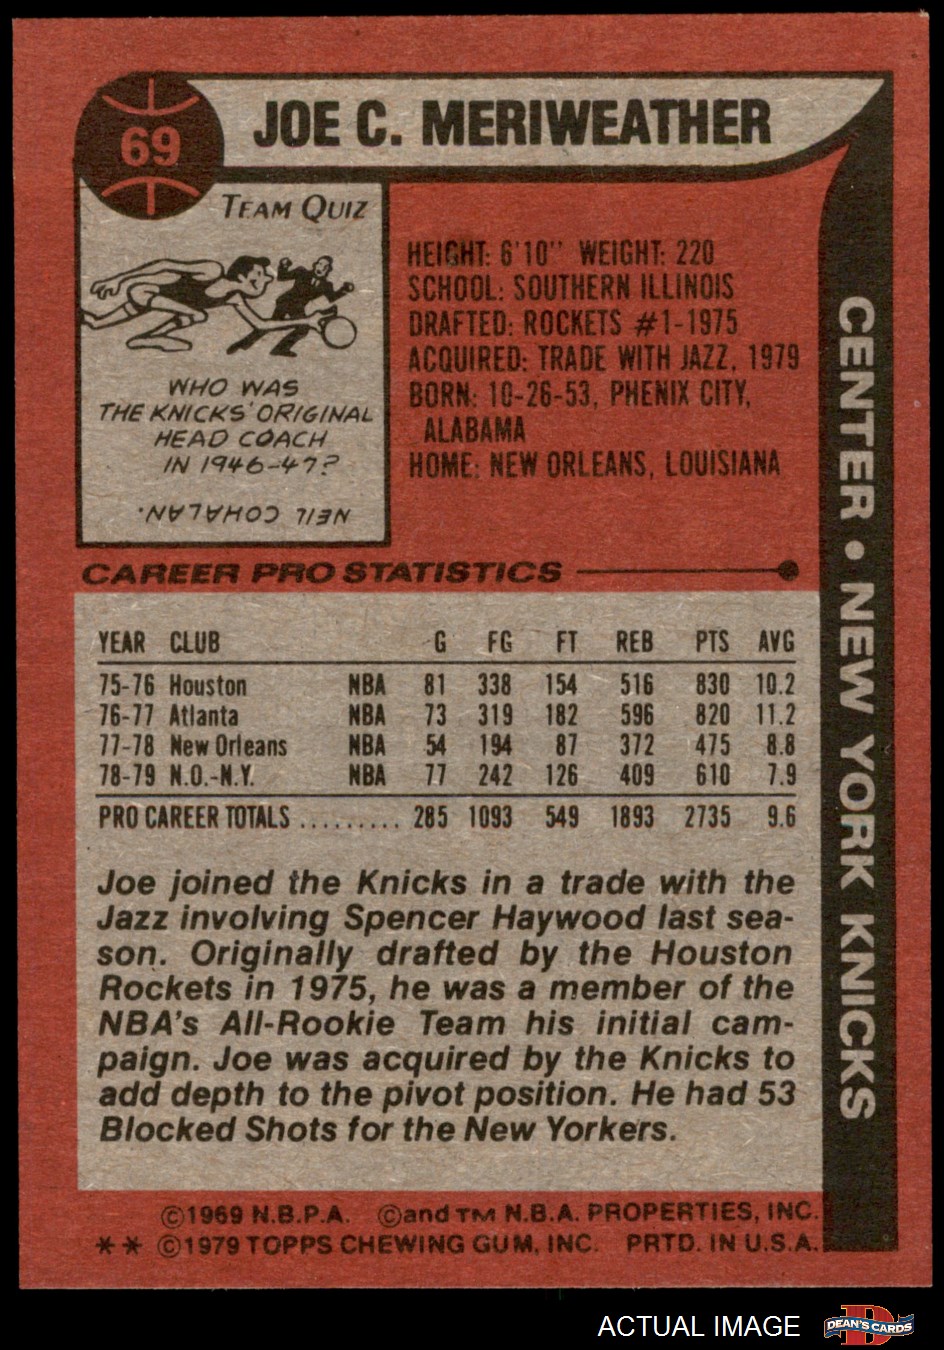 69
JOE C. MERIWEATHER
TEAM QUIZ
WHO WAS
THE KNICKS' ORIGINAL
HEAD COACH
IN 1946-47?
NEIL COHALAN.
HEIGHT: 6'10" WEIGHT: 220
SCHOOL: SOUTHERN ILLINOIS
DRAFTED: ROCKETS #1-1975
ACQUIRED: TRADE WITH JAZZ, 1979
BORN: 10-26-53, PHENIX CITY,
ALABAMA
HOME: NEW ORLEANS, LOUISIANA
CENTER • NEW YORK KNICKS
CAREER PRO STATISTICS
YEAR CLUB G FG FT REB PTS AVG
75-76 Houston NBA 81 338 154 516 830 10.2
76-77 Atlanta NBA 73 319 182 596 820 11.2
77-78 New Orleans NBA 54 194 87 372 475 8.8
78-79 N.O.-N.Y. NBA 77 242 126 409 610 7.9
PRO CAREER TOTALS ......... 285 1093 549 1893 2735 9.6
Joe joined the Knicks in a trade with the
Jazz involving Spencer Haywood last sea-
son. Originally drafted by the Houston
Rockets in 1975, he was a member of the
NBA's All-Rookie Team his initial cam-
paign. Joe was acquired by the Knicks to
add depth to the pivot position. He had 53
Blocked Shots for the New Yorkers.
©1969 N.B.P.A. ©and TM N.B.A. PROPERTIES, INC.
** ©1979 TOPPS CHEWING GUM, INC. PRTD. IN U.S.A.
ACTUAL IMAGE
D
DEAN'S CARDS